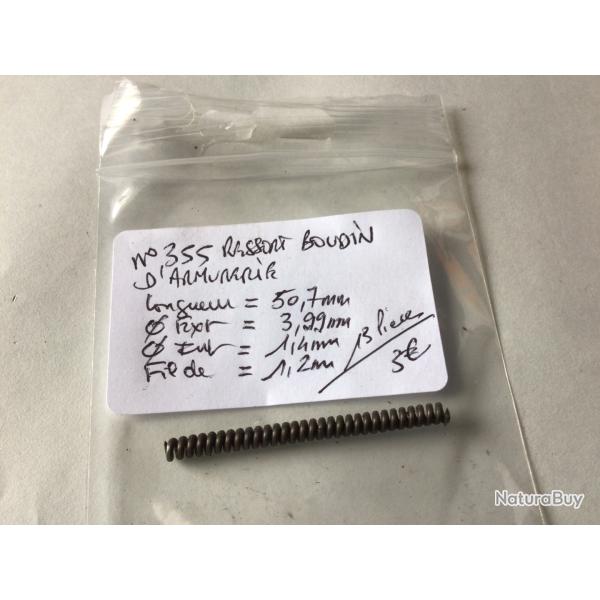 N° 355 RESSORT BOUDIN
D'ARMURERIE
Longueur = 50,7mm
Ø Ext = 3,99mm
Ø Int = 1,4mm
Fil de = 1,2mm
13 Pieces
3€
NaturaBuy